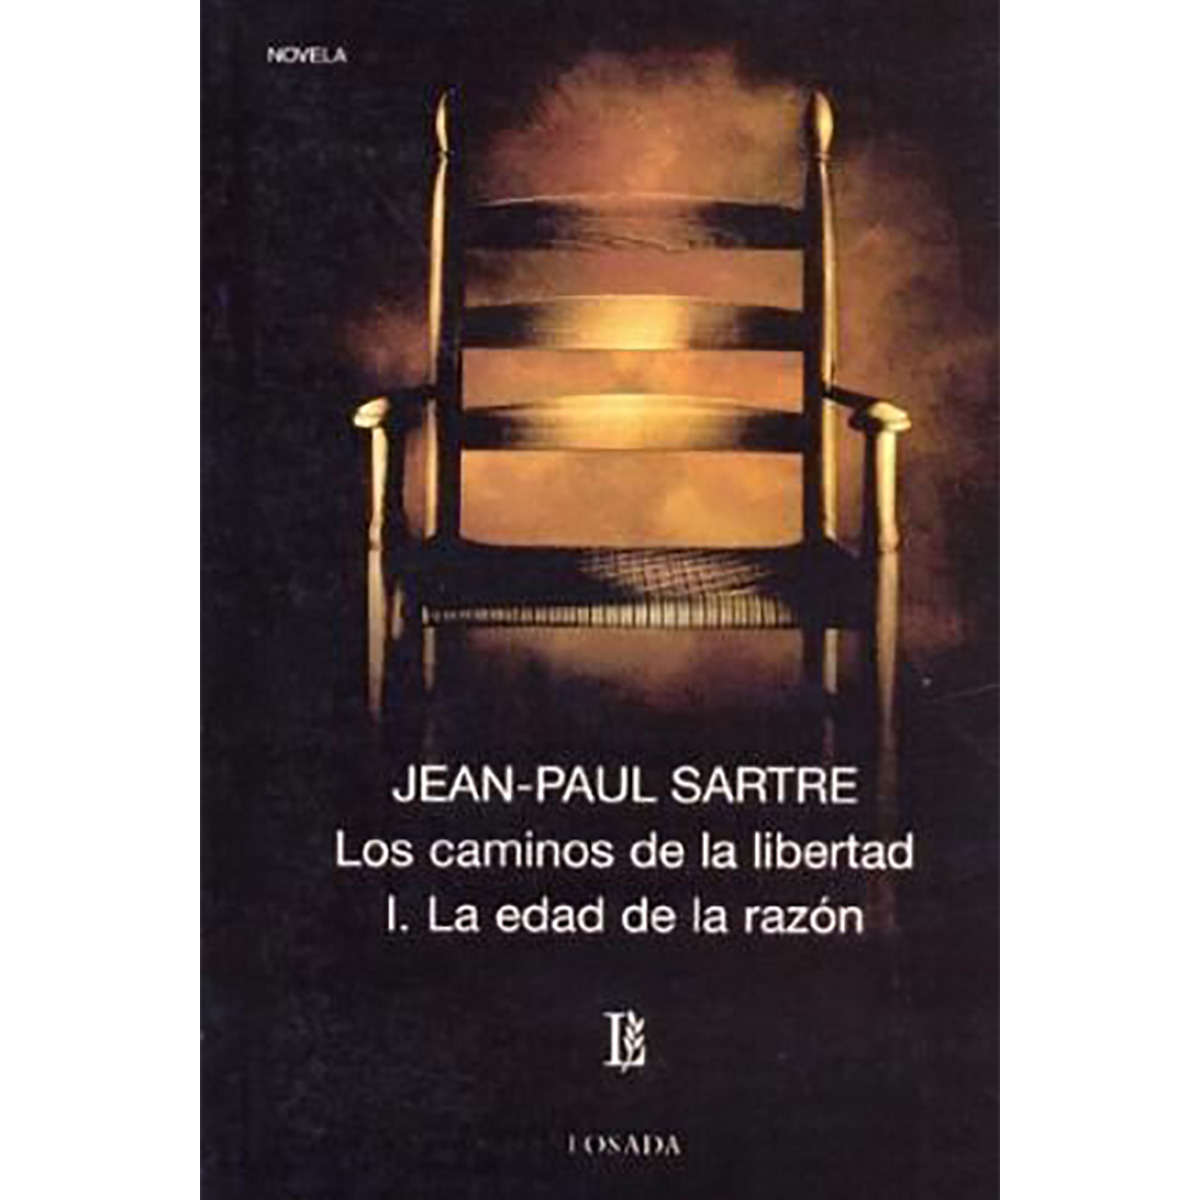 NOVELA
JEAN-PAUL SARTRE
Los caminos de la libertad
I. La edad de la razón
L
LOSADA